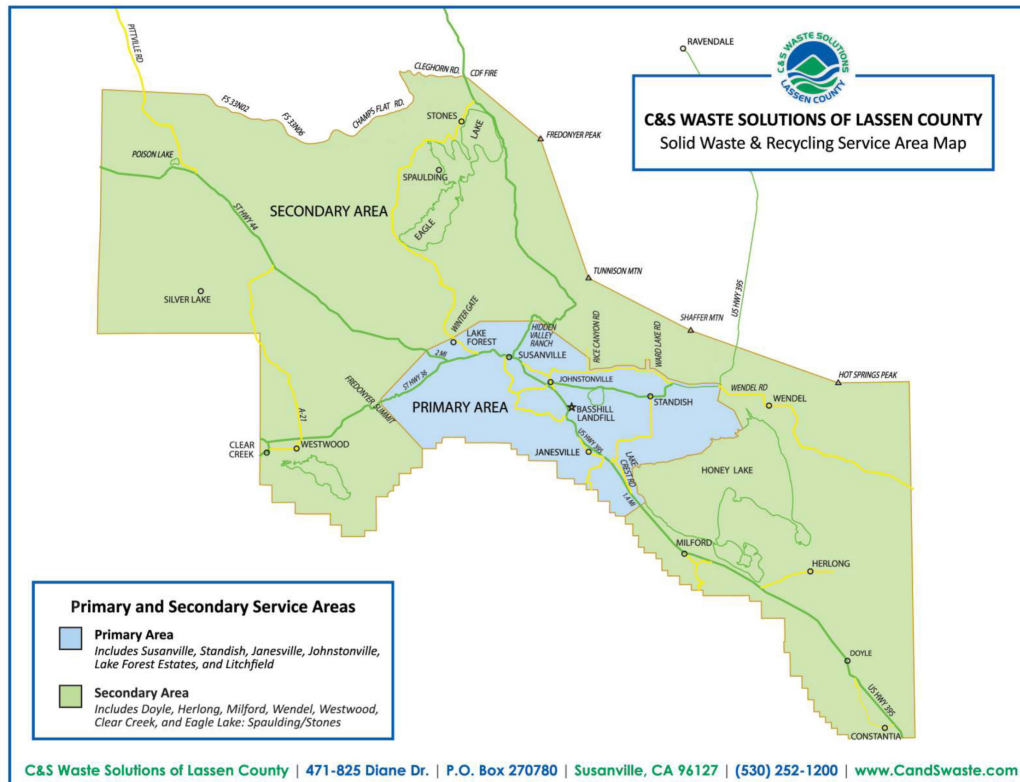 PITTVILLE RD
CLEGHORN RD.
CDF FIRE
RAVENDALE
C&S WASTE SOLUTIONS
LASSEN COUNTY
C&S WASTE SOLUTIONS OF LASSEN COUNTY
Solid Waste & Recycling Service Area Map
FS 33N02
FS 33N06
CHAMPS FLAT RD.
STONES
LAKE
FREDONYER PEAK
POISON LAKE
SPAULDING
SECONDARY AREA
EAGLE
ST HWY 44
TUNNISON MTN
SILVER LAKE
WINTER GATE
SHAFFER MTN
US HWY 395
LAKE
FOREST
HIDDEN
VALLEY
RANCH
RICE CANYON RD
WARD LAKE RD
2 MI
SUSANVILLE
ST HWY 36
JOHNSTONVILLE
HOT SPRINGS PEAK
FREDONYER
SUMMIT
PRIMARY AREA
BASSHILL
LANDFILL
STANDISH
WENDEL RD
WENDEL
A-21
CLEAR
CREEK
WESTWOOD
JANESVILLE
US HWY 395
LAKE
CREST RD
1.4 MI
HONEY LAKE
MILFORD
HERLONG
DOYLE
US HWY 395
CONSTANTIA
Primary and Secondary Service Areas
Primary Area
Includes Susanville, Standish, Janesville, Johnstonville,
Lake Forest Estates, and Litchfield
Secondary Area
Includes Doyle, Herlong, Milford, Wendel, Westwood,
Clear Creek, and Eagle Lake: Spaulding/Stones
C&S Waste Solutions of Lassen County | 471-825 Diane Dr. | P.O. Box 270780 | Susanville, CA 96127 | (530) 252-1200 | www.CandSwaste.com